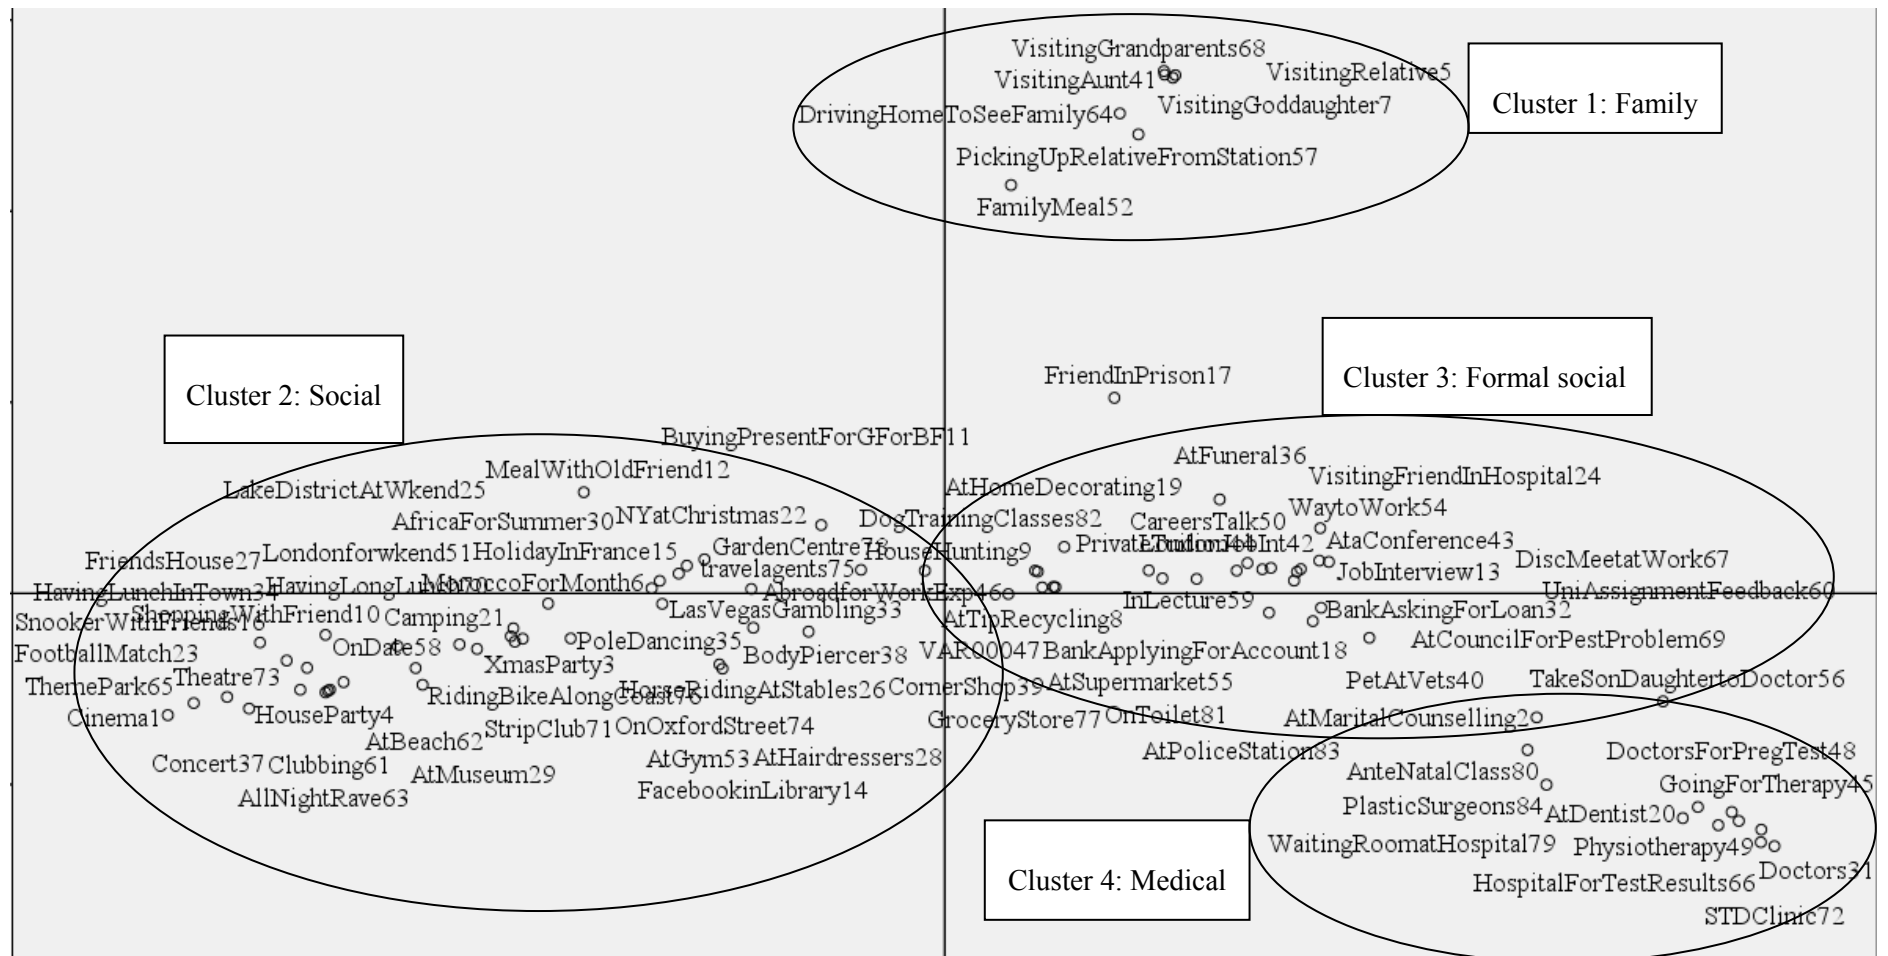 VisitingGrandparents68
VisitingAunt41
VisitingRelative5
VisitingGoddaughter7
DrivingHomeToSeeFamily64
PickingUpRelativeFromStation57
FamilyMeal52
Cluster 1: Family
Cluster 2: Social
FriendInPrison17
Cluster 3: Formal social
BuyingPresentForGForBF11
MealWithOldFriend12
LakeDistrictAtWkend25
AfricaForSummer30
NYatChristmas22
AtFuneral36
VisitingFriendInHospital24
AtHomeDecorating19
WaytoWork54
DogTrainingClasses82
CareersTalk50
FriendsHouse27
Londonforwkend51
HolidayInFrance15
HouseHunting9
AtaConference43
DiscMeetatWork67
travelagents75
JobInterview13
MoroccoForMonth6
AbroadforWorkExp46
UniAssignmentFeedback60
ShoppingWithFriend10
Camping21
LasVegasGambling33
InLecture59
BankAskingForLoan32
AtTipRecycling8
FootballMatch23
OnDate58
PoleDancing35
BodyPiercer38
VAR00047
BankApplyingForAccount18
AtCouncilForPestProblem69
XmasParty3
ThemePark65
Theatre73
RidingBikeAlongCoast76
HorseRidingAtStables26
CornerShop39
AtSupermarket55
PetAtVets40
TakeSonDaughtertoDoctor56
Cinema1
HouseParty4
StripClub71
OnOxfordStreet74
GroceryStore77
OnToilet81
AtMaritalCounselling2
AtBeach62
AtPoliceStation83
DoctorsForPregTest48
Concert37
Clubbing61
AtMuseum29
AtGym53
AtHairdressers28
AnteNatalClass80
GoingForTherapy45
AllNightRave63
FacebookinLibrary14
PlasticSurgeons84
AtDentist20
WaitingRoomatHospital79
Physiotherapy49
Doctors31
Cluster 4: Medical
HospitalForTestResults66
STDClinic72